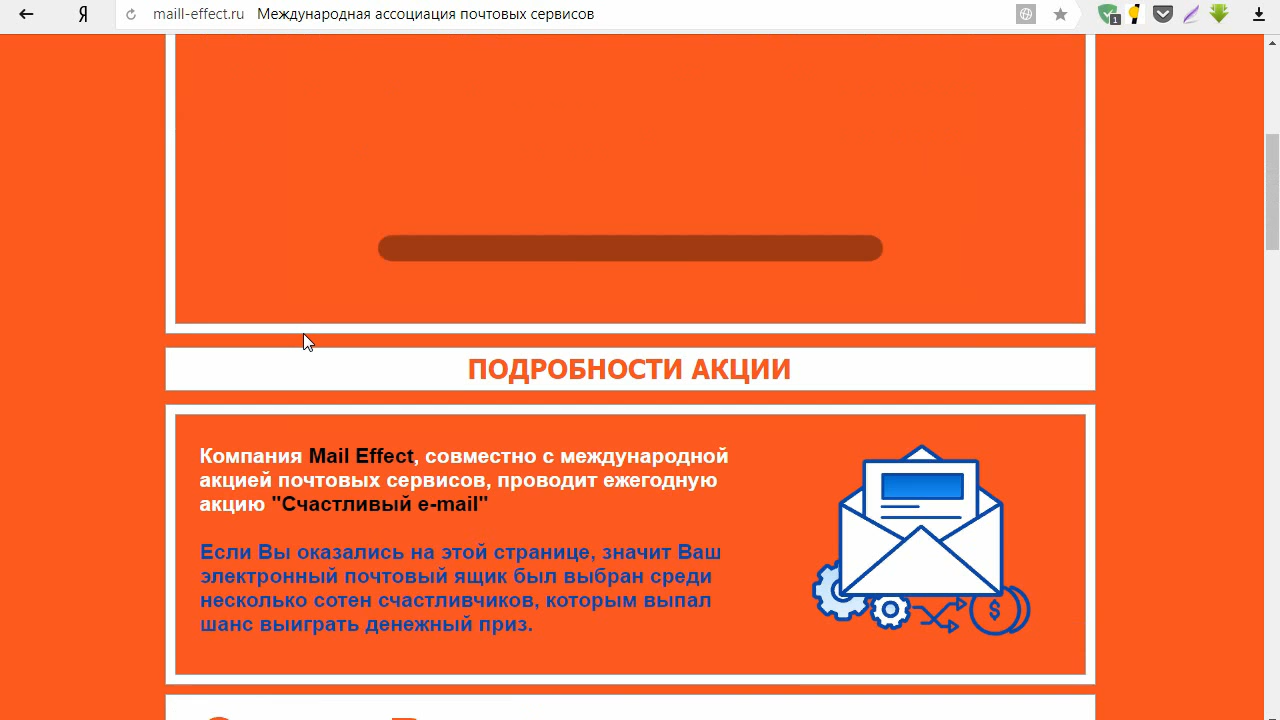 Я
maill-effect.ru Международная ассоциация почтовых сервисов
1
ПОДРОБНОСТИ АКЦИИ
Компания Mail Effect, совместно с международной
акцией почтовых сервисов, проводит ежегодную
акцию "Счастливый e-mail"
Если Вы оказались на этой странице, значит Ваш
электронный почтовый ящик был выбран среди
несколько сотен счастливчиков, которым выпал
шанс выиграть денежный приз.
$